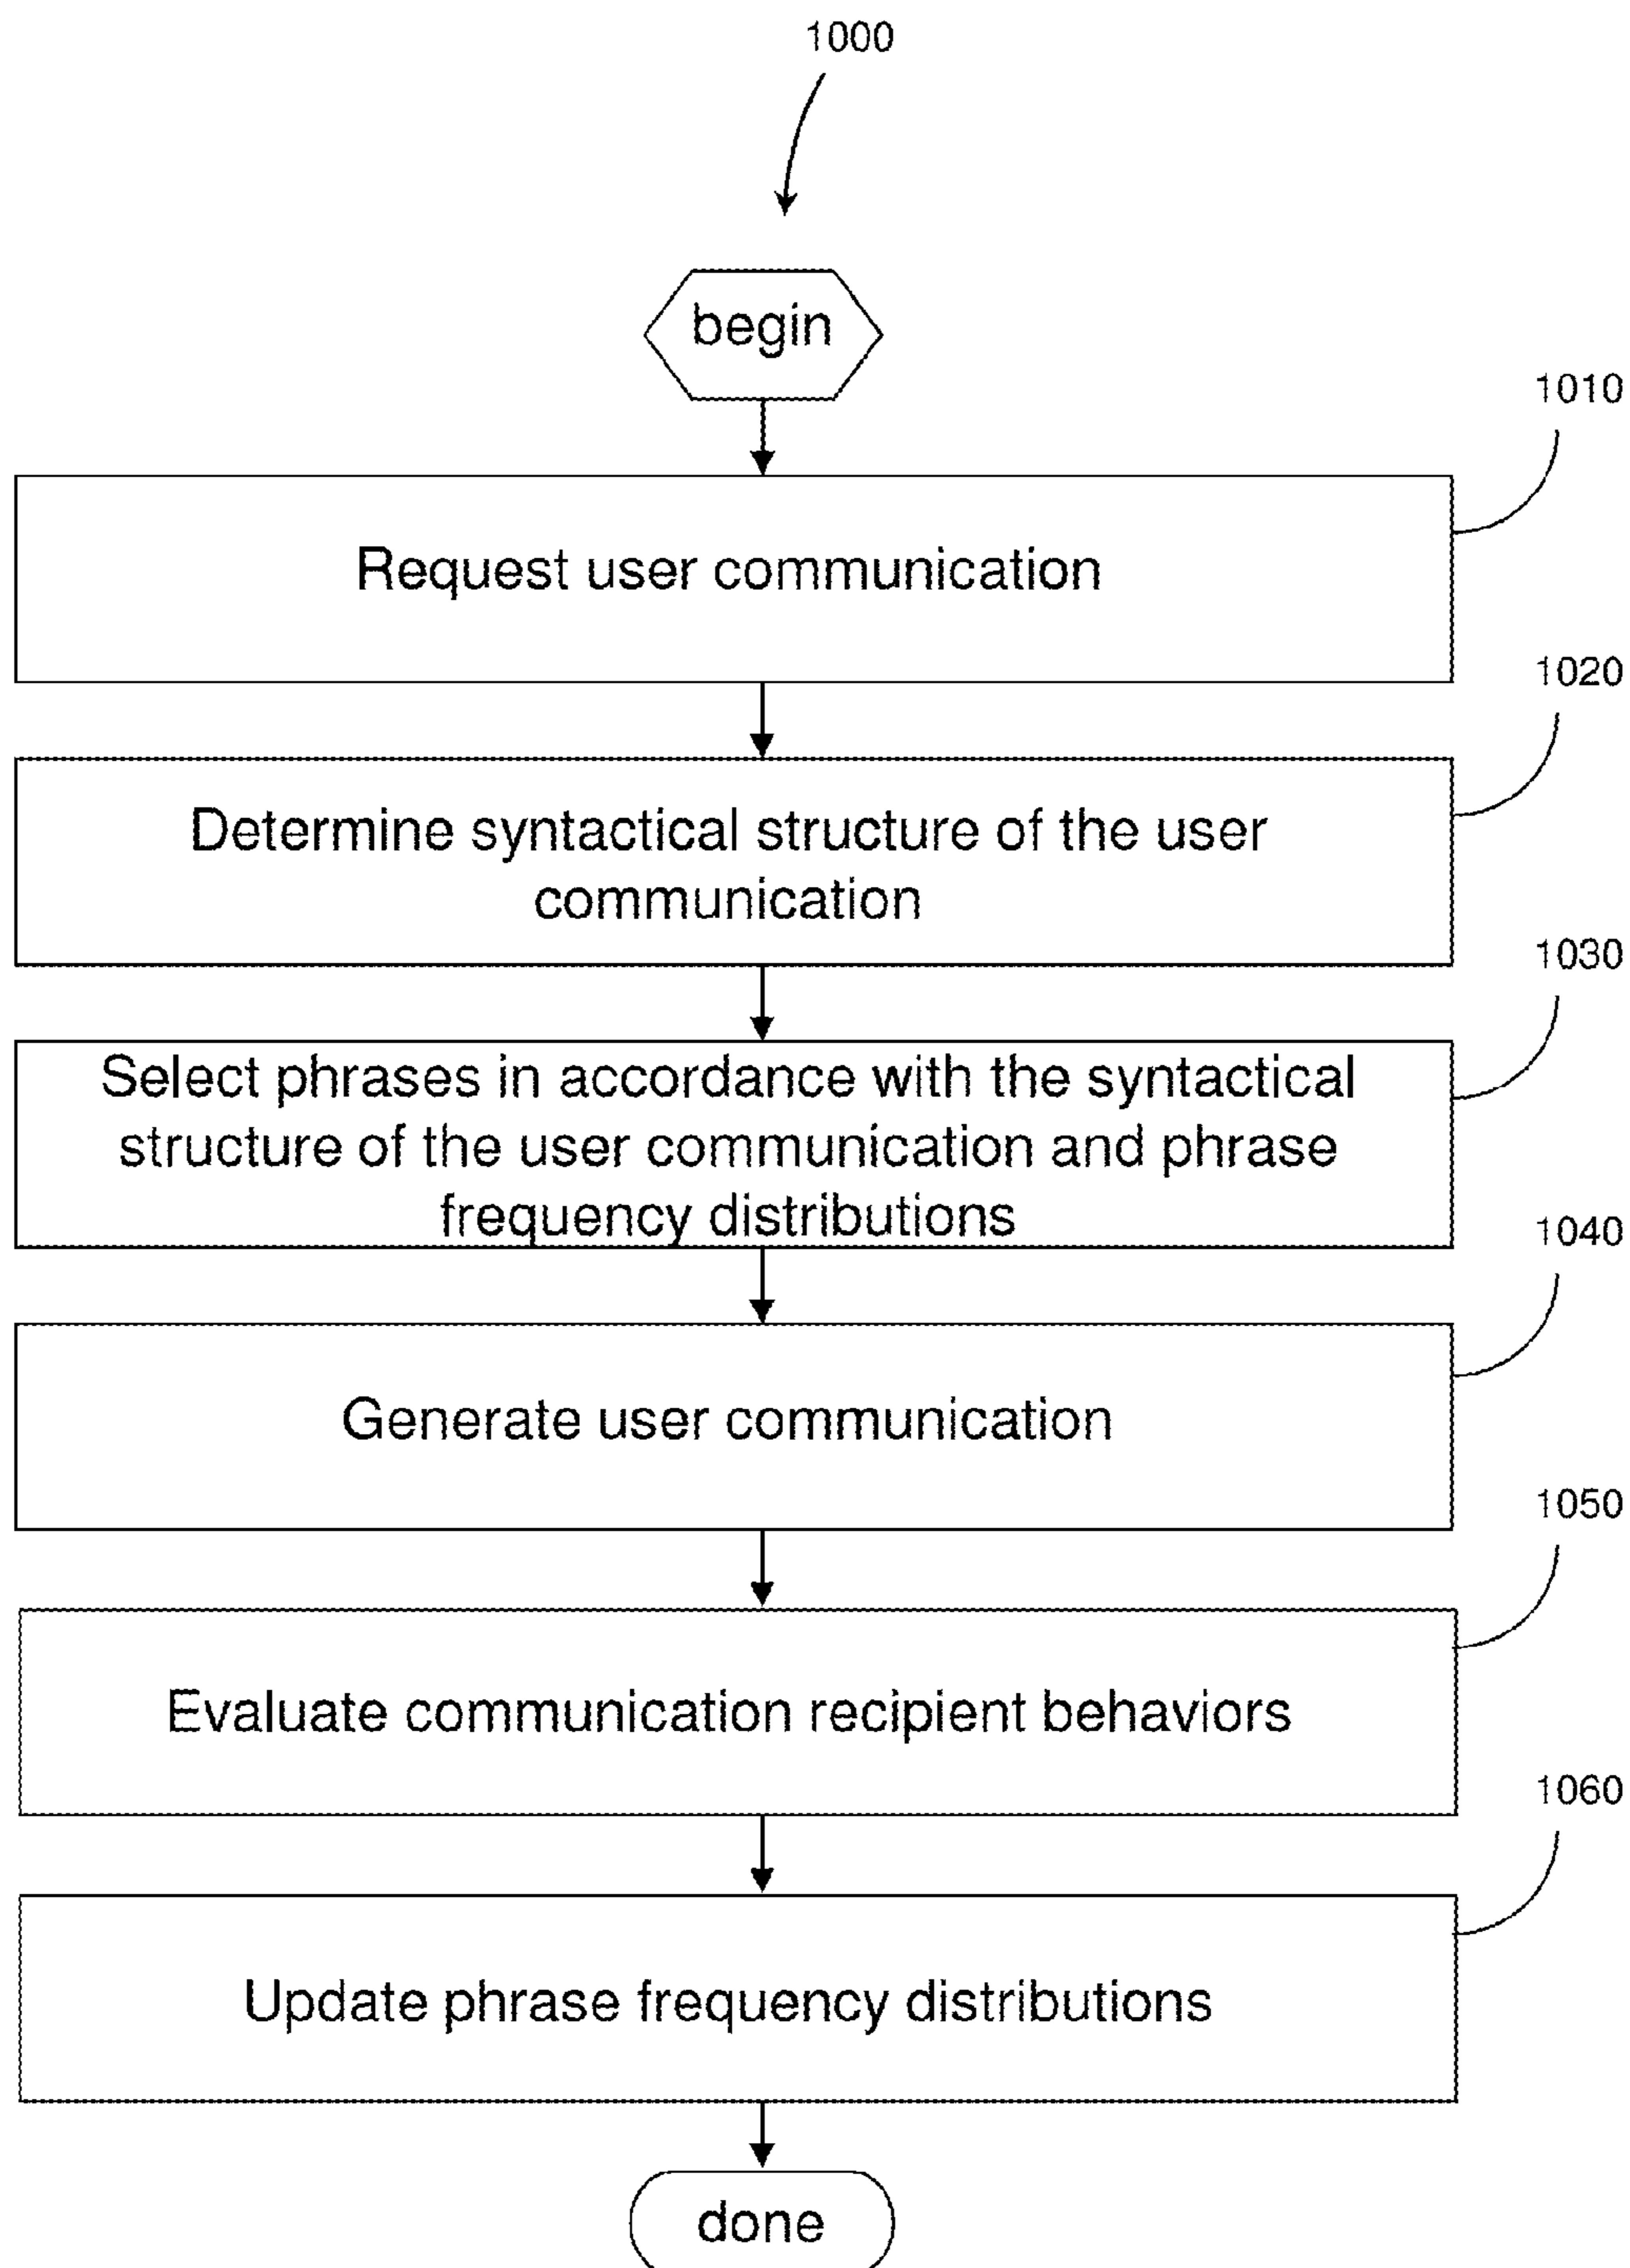 1000
begin
1010
Request user communication
1020
Determine syntactical structure of the user
communication
1030
Select phrases in accordance with the syntactical
structure of the user communication and phrase
frequency distributions
1040
Generate user communication
1050
Evaluate communication recipient behaviors
1060
Update phrase frequency distributions
done